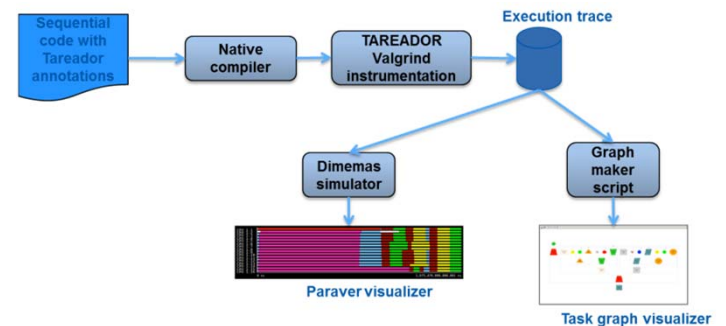 Sequential
code with
Tareador
annotations
Native
compiler
TAREADOR
Valgrind
instrumentation
Execution trace
Dimemas
simulator
Graph
maker
script
Paraver visualizer
Task graph visualizer